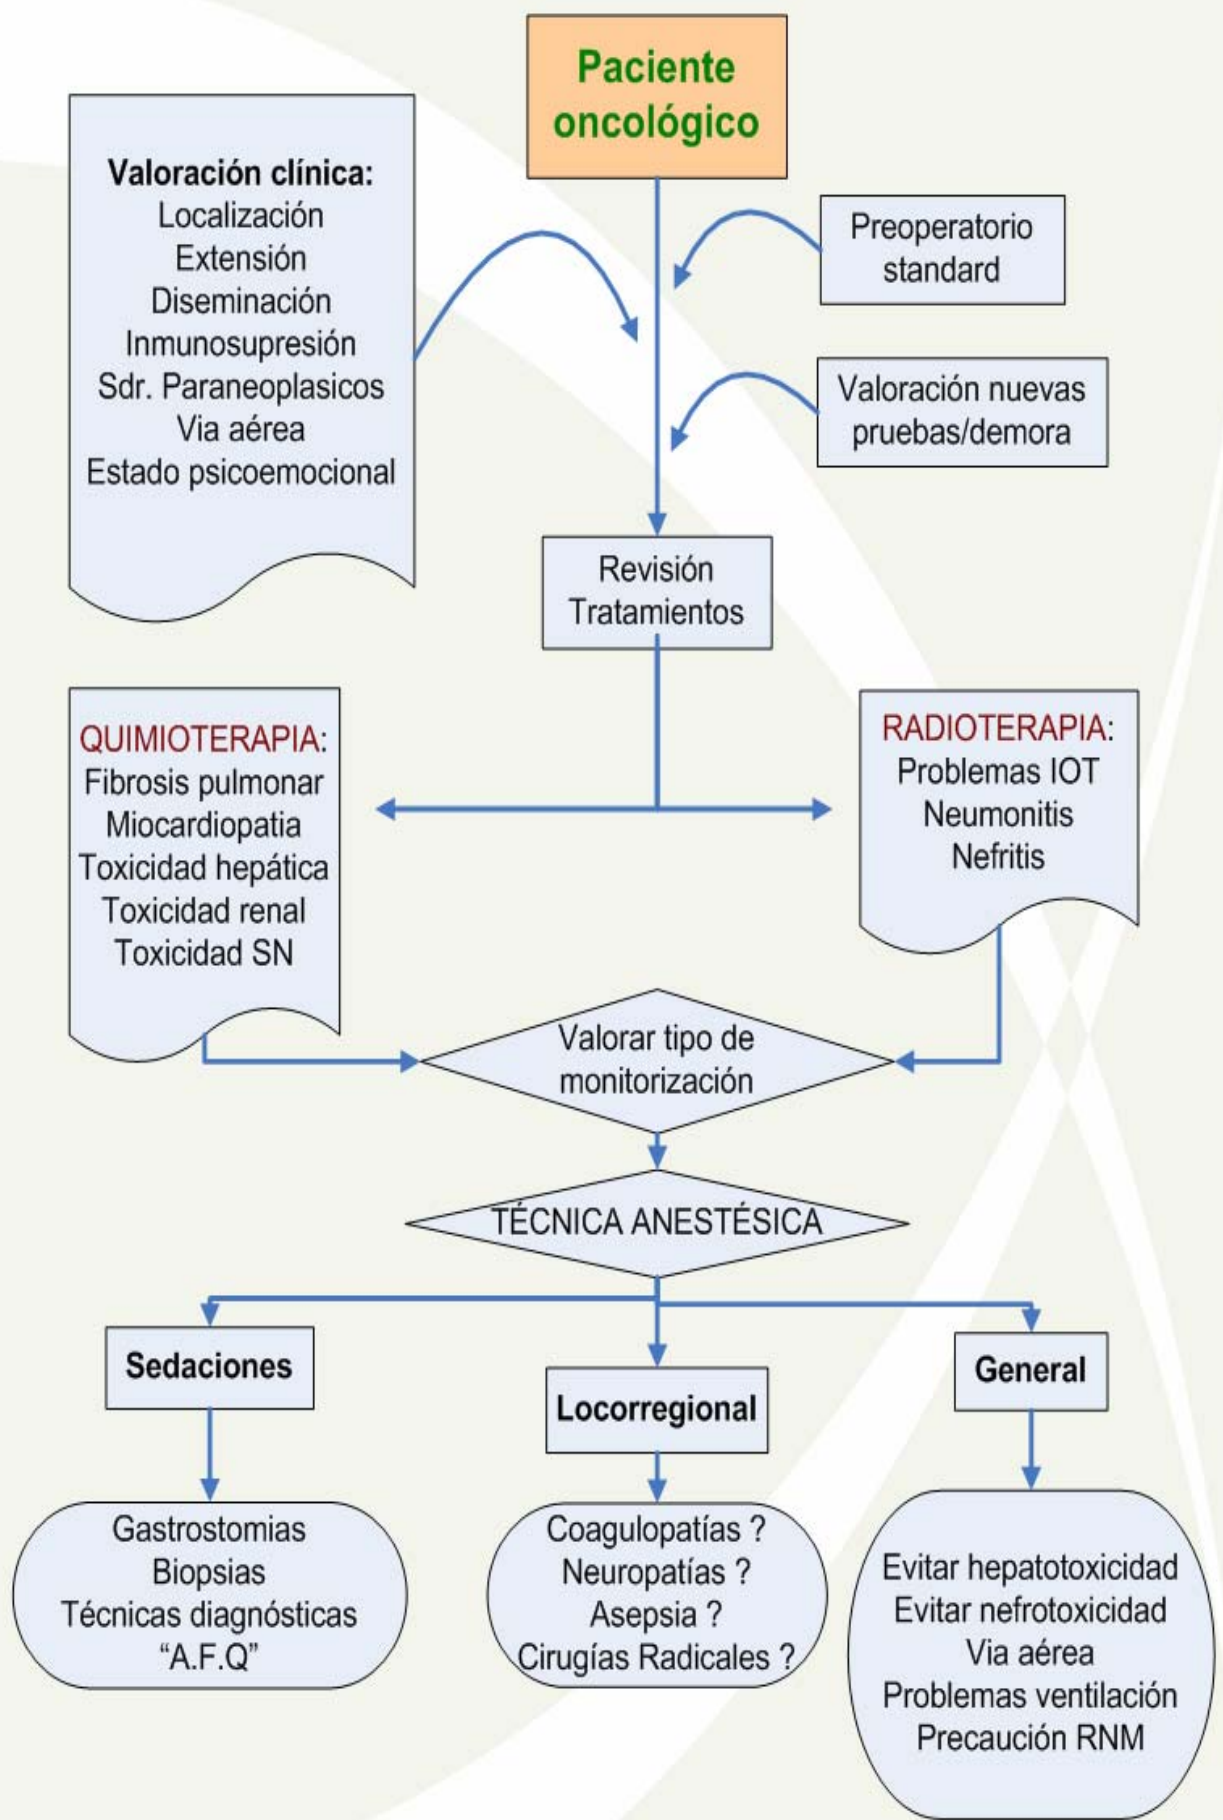 Paciente
oncológico
Valoración clínica:
Localización
Extensión
Diseminación
Inmunosupresión
Sdr. Paraneoplasicos
Via aérea
Estado psicoemocional
Preoperatorio
standard
Valoración nuevas
pruebas/demora
Revisión
Tratamientos
QUIMIOTERAPIA:
Fibrosis pulmonar
Miocardiopatia
Toxicidad hepática
Toxicidad renal
Toxicidad SN
RADIOTERAPIA:
Problemas IOT
Neumonitis
Nefritis
Valorar tipo de
monitorización
TÉCNICA ANESTÉSICA
Sedaciones
Locorregional
General
Gastrostomias
Biopsias
Técnicas diagnósticas
“A.F.Q”
Coagulopatías ?
Neuropatías ?
Asepsia ?
Cirugías Radicales ?
Evitar hepatotoxicidad
Evitar nefrotoxicidad
Via aérea
Problemas ventilación
Precaución RNM